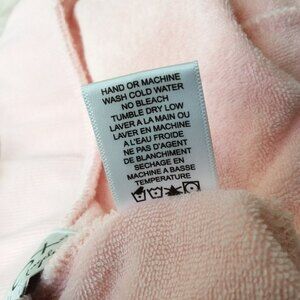 HAND OR MACHINE
WASH COLD WATER
NO BLEACH
TUMBLE DRY LOW
LAVER A LA MAIN OU
LAVER EN MACHINE
A L'EAU FROIDE
NE PAS D'AGENT
DE BLANCHIMENT
SECHAGE EN
MACHINE A BASSE
TEMPERATURE